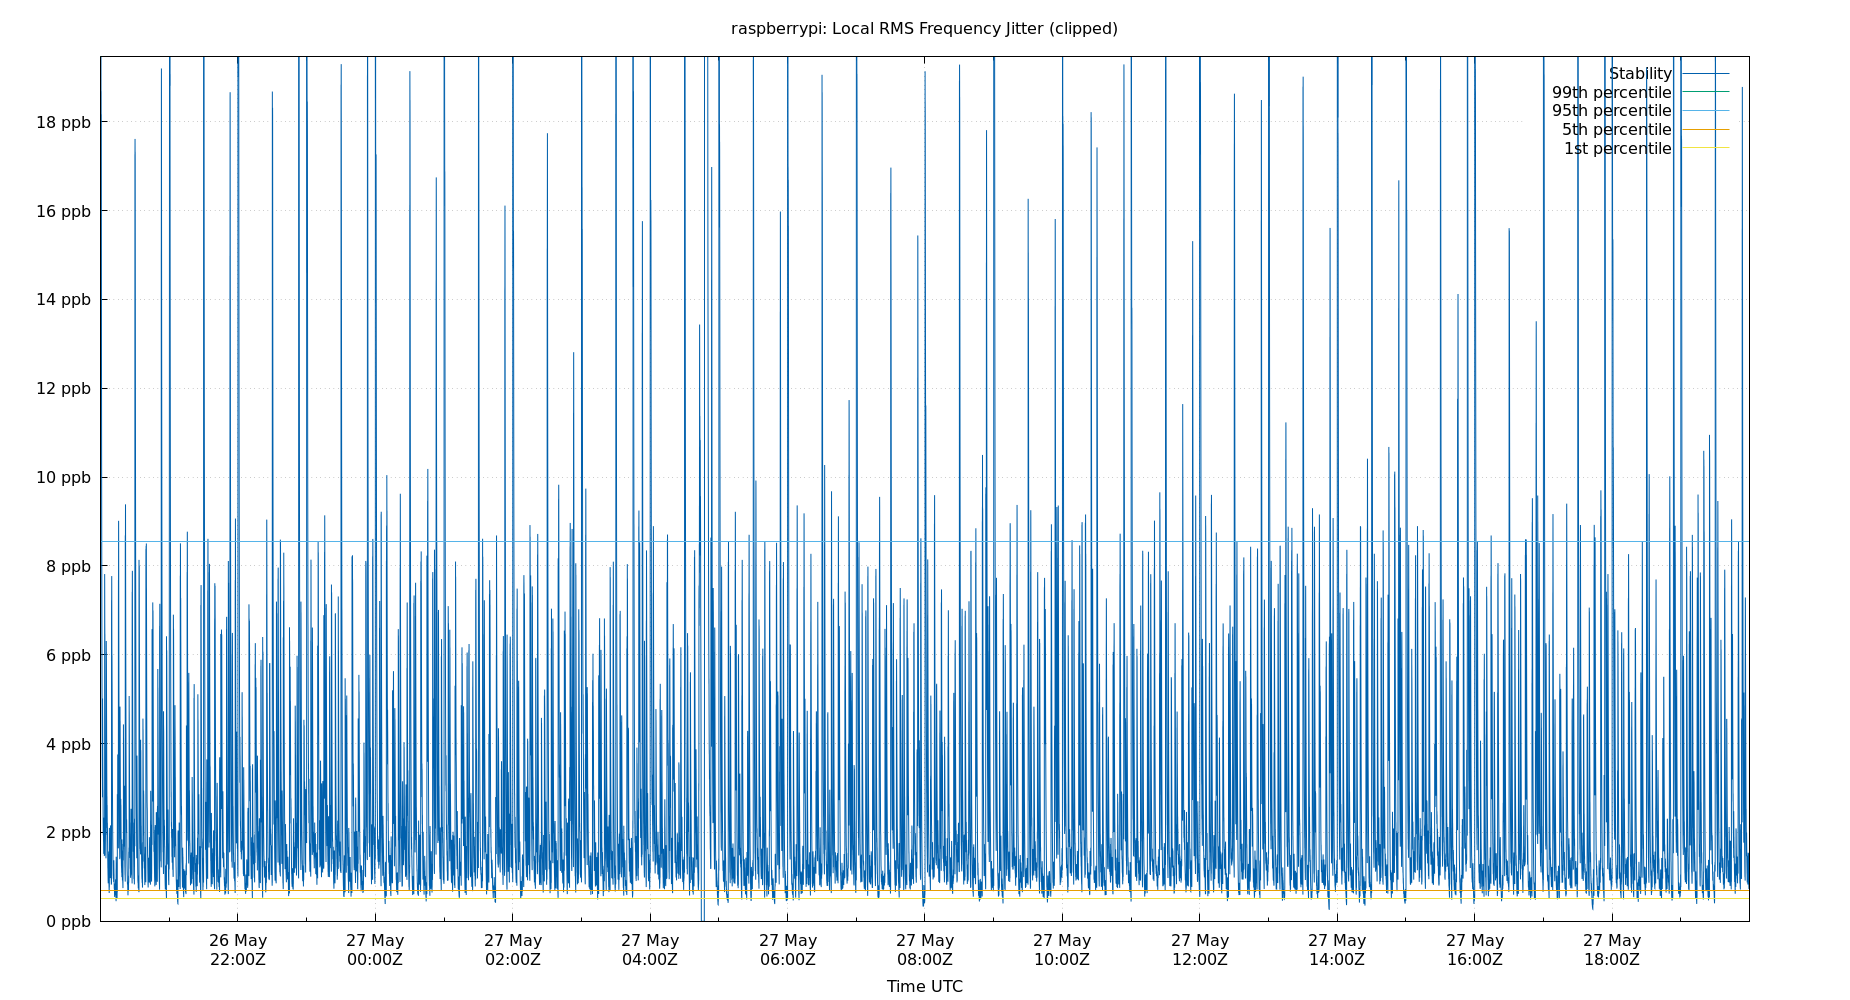 raspberrypi: Local RMS Frequency Jitter (clipped)
Stability
99th percentile
95th percentile
5th percentile
1st percentile
18 ppb
16 ppb
14 ppb
12 ppb
10 ppb
8 ppb
6 ppb
4 ppb
2 ppb
0 ppb
26 May 27 May 27 May 27 May 27 May 27 May 27 May 27 May 27 May 27 May 27 May
22:00Z 00:00Z 02:00Z 04:00Z 06:00Z 08:00Z 10:00Z 12:00Z 14:00Z 16:00Z 18:00Z
Time UTC